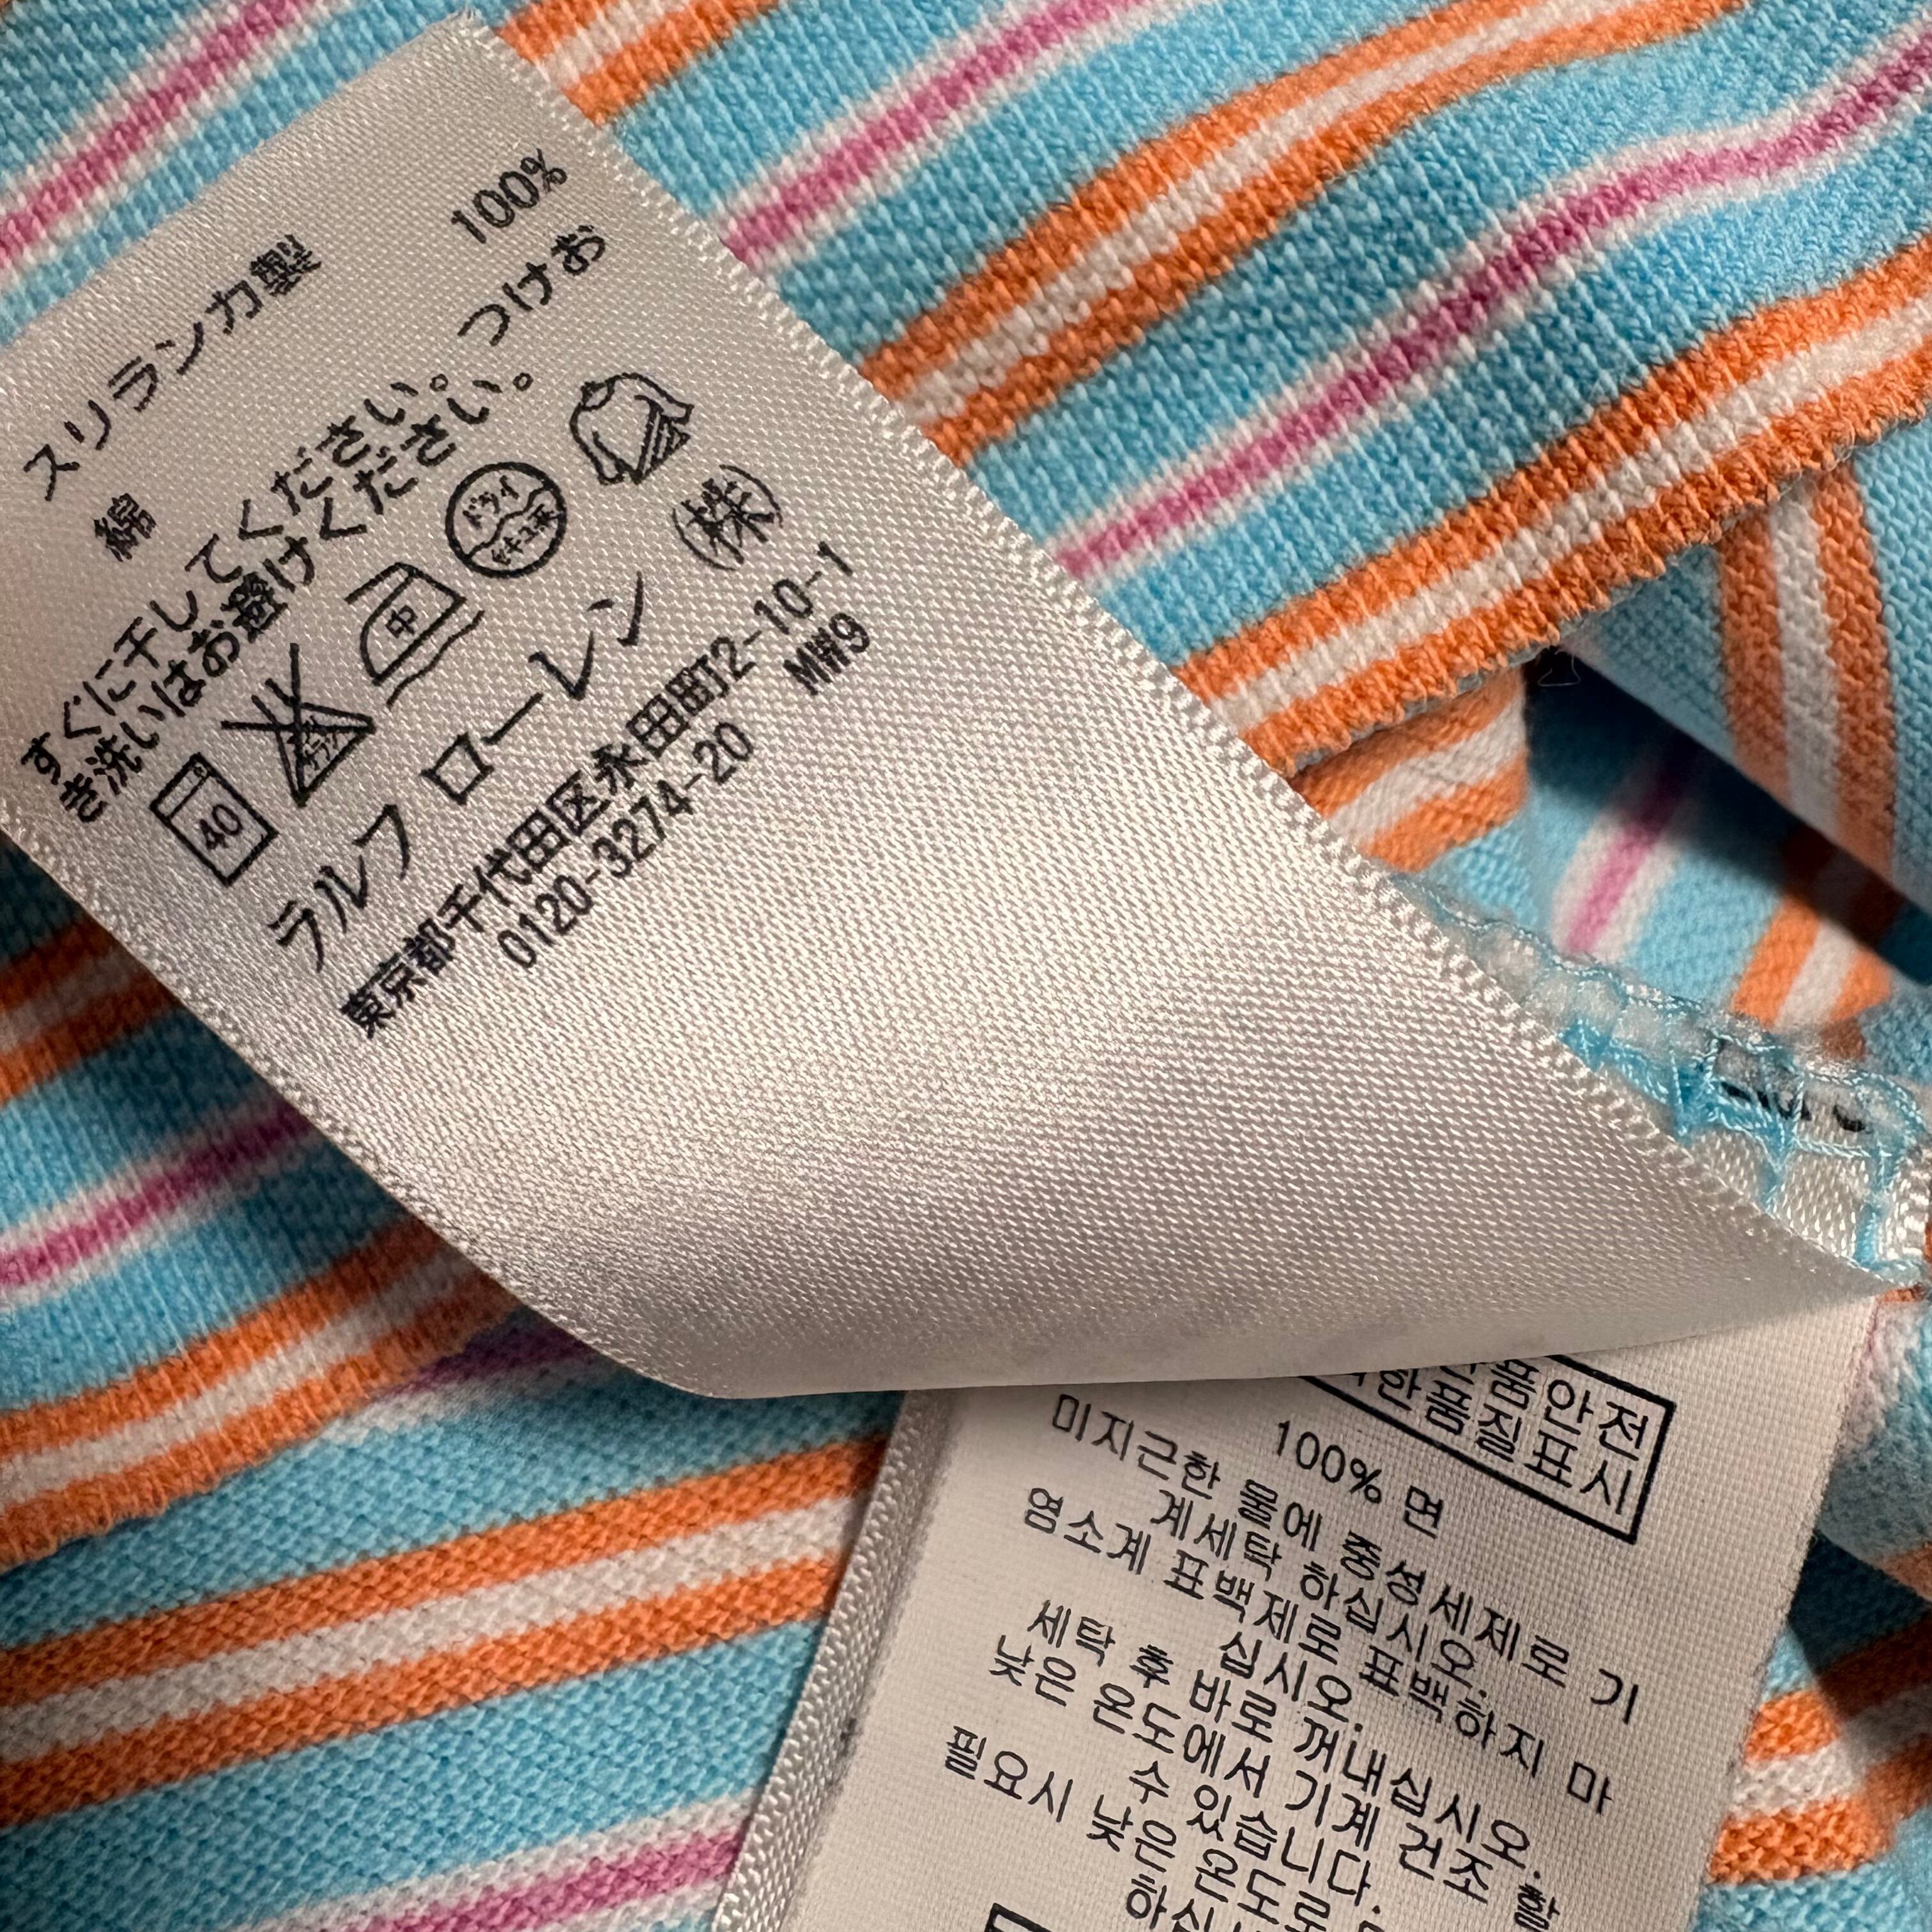 スリランカ製
綿 100%
すぐに干してください。 つけお
き洗いはお避けください。
40
中
ドライ
セキユ系
ラルフ ローレン (株)
東京都千代田区永田町2-10-1
0120-3274-20 MW9
품안전
한품질표시
100% 면
미지근한 물에 중성세제로 기
계세탁 하십시오.
염소계 표백제로 표백하지 마
십시오.
세탁 후 바로 꺼내십시오.
낮은 온도에서 기계 건조 할
수 있습니다.
필요시 낮은 온도로
하십